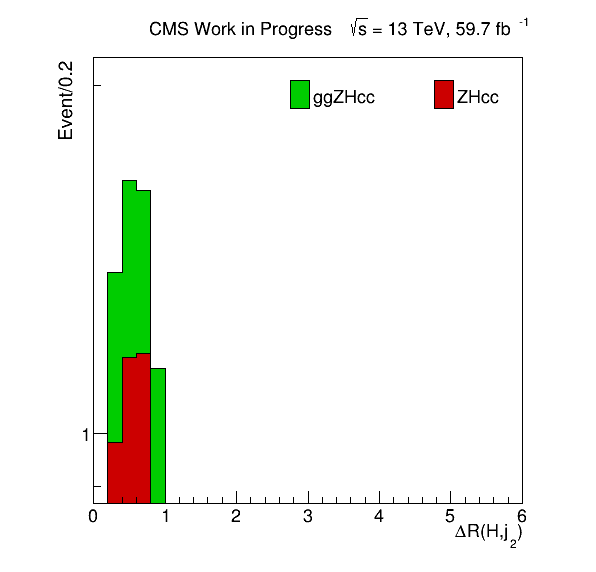 CMS Work in Progress √s = 13 TeV, 59.7 fb⁻¹
Event/0.2
ggZHcc ZHcc
1
0 1 2 3 4 5 6
ΔR(H,j₂)